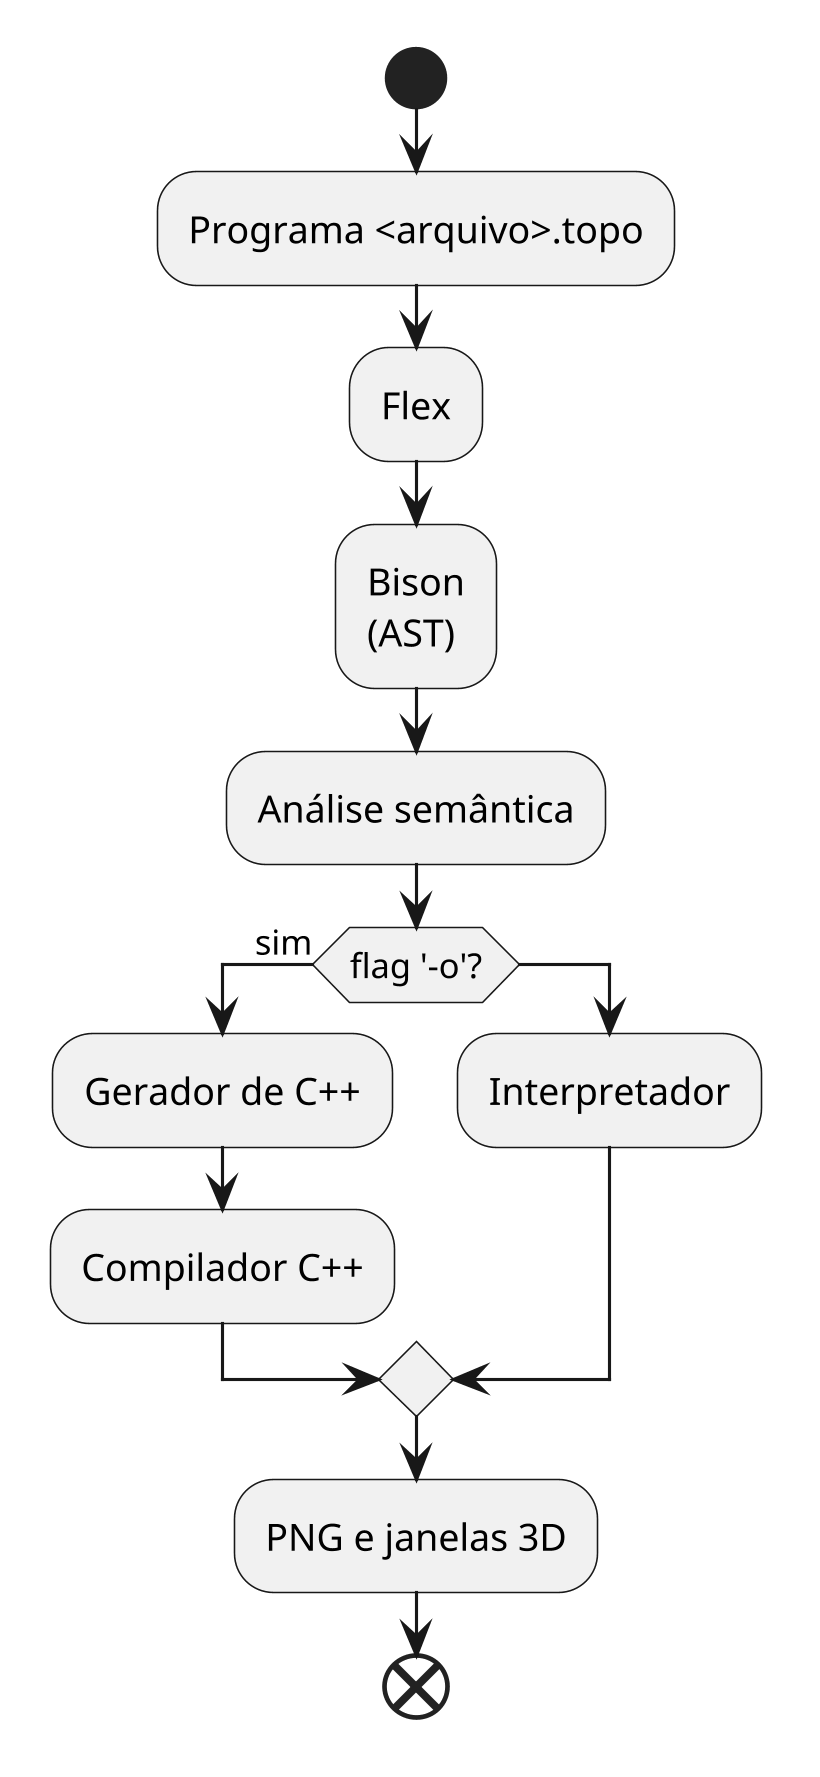 Programa <arquivo>.topo
Flex
Bison
(AST)
Análise semântica
sim
flag '-o'?
Gerador de C++
Interpretador
Compilador C++
PNG e janelas 3D